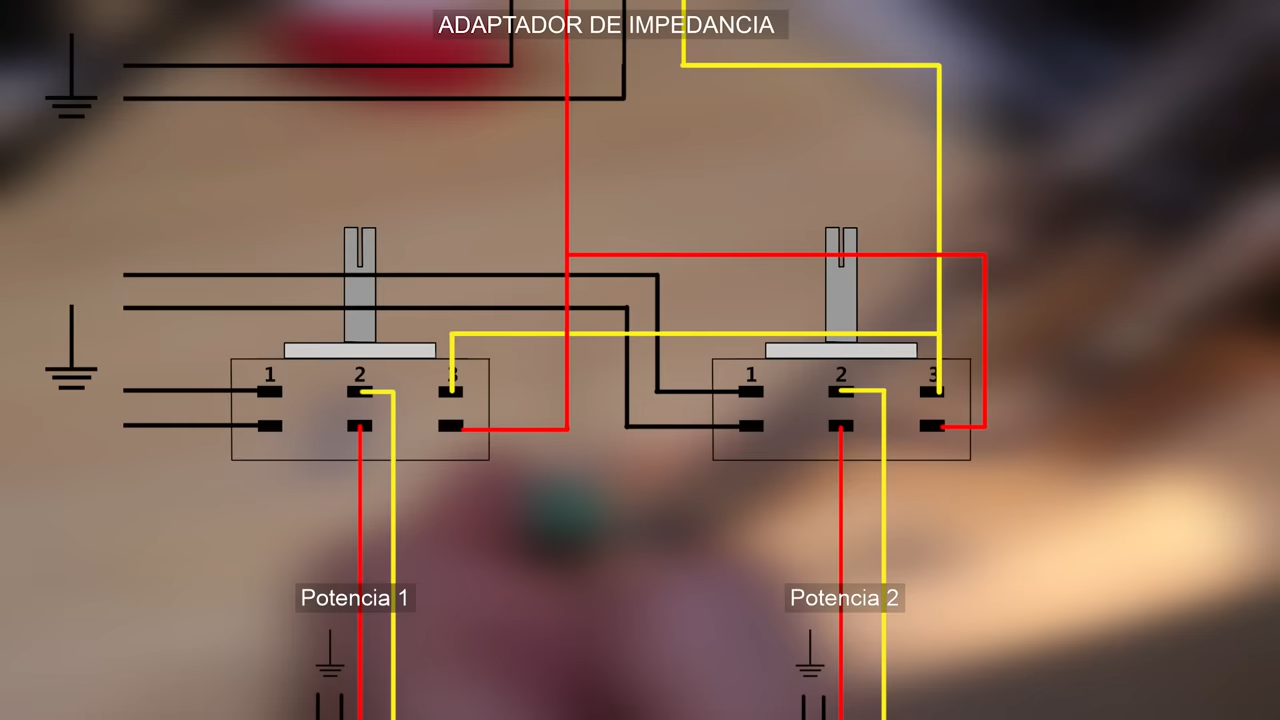 ADAPTADOR DE IMPEDANCIA
1 2 3
1 2 3
Potencia 1
Potencia 2